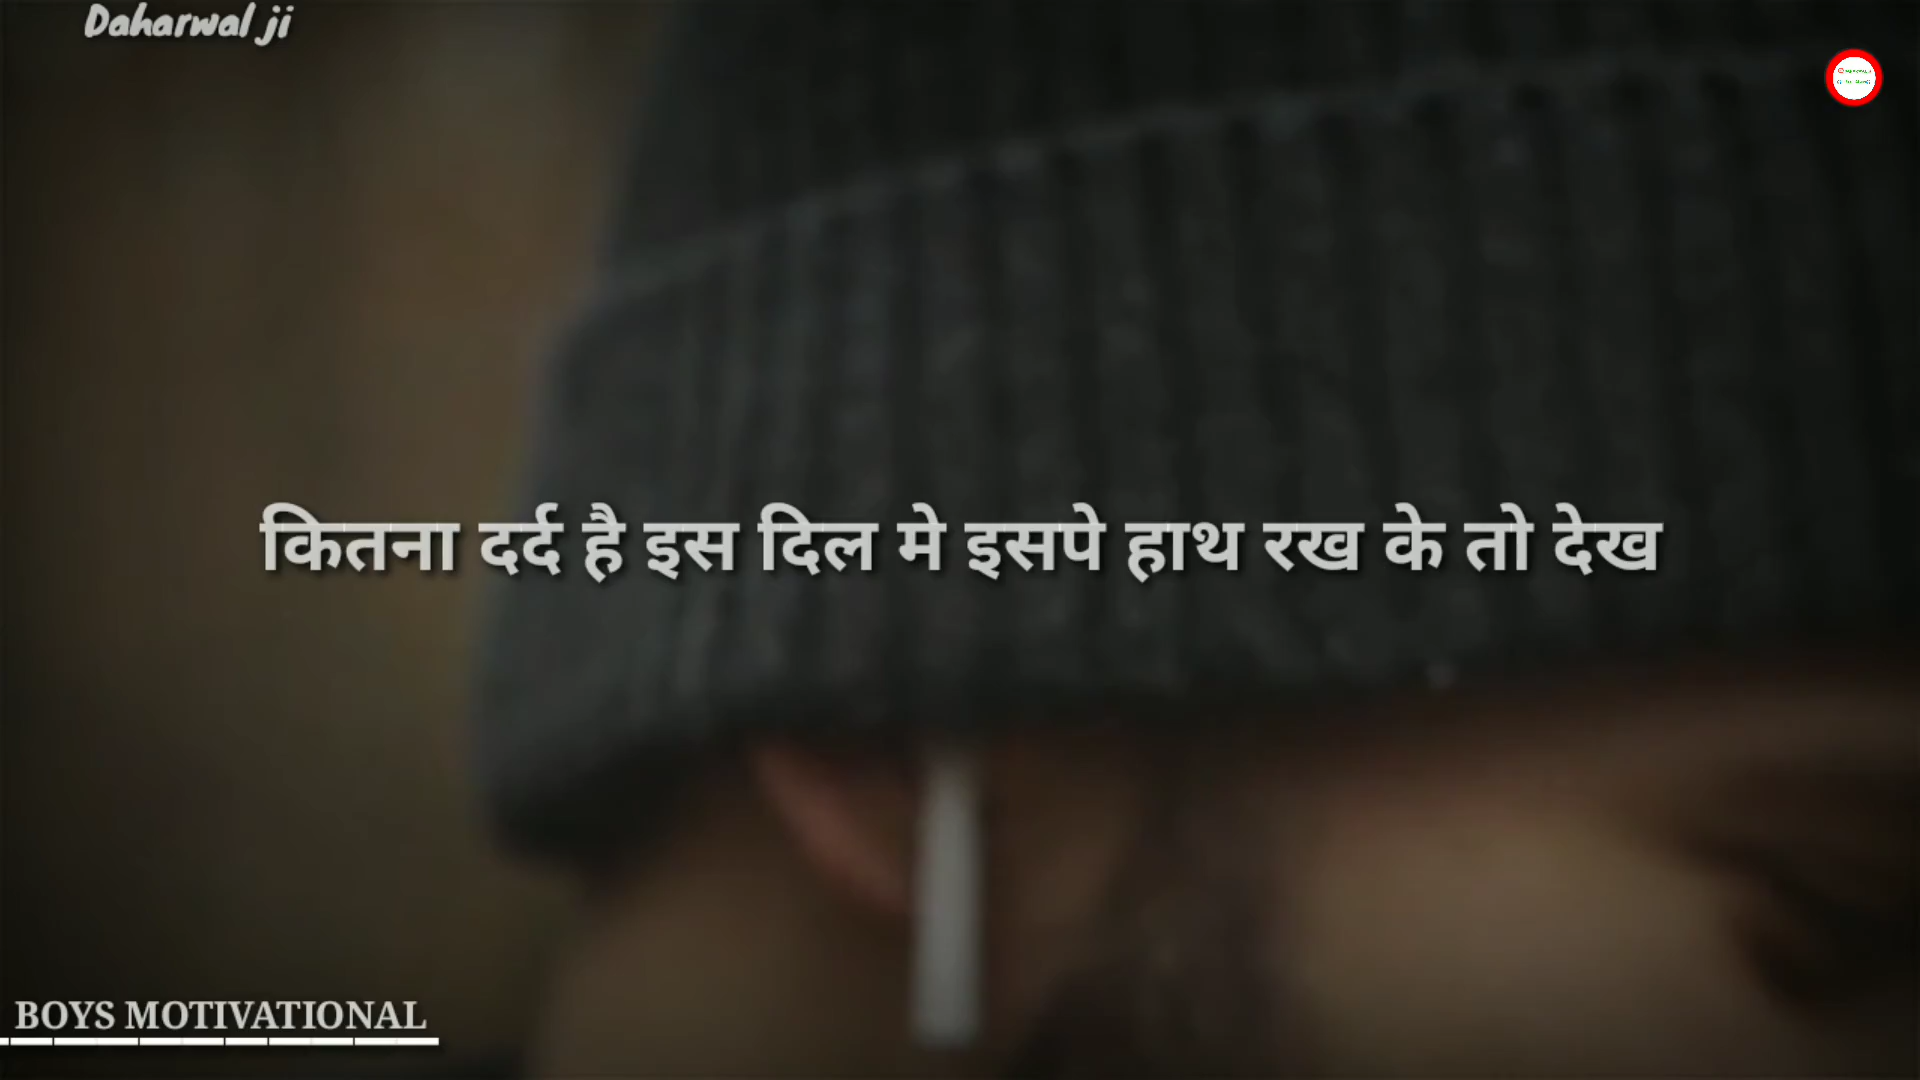 Daharwal ji
कितना दर्द है इस दिल मे इसपे हाथ रख के तो देख
BOYS MOTIVATIONAL